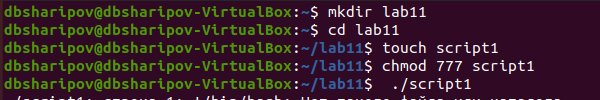 dbsharipov@dbsharipov-VirtualBox:~$ mkdir lab11
dbsharipov@dbsharipov-VirtualBox:~$ cd lab11
dbsharipov@dbsharipov-VirtualBox:~/lab11$ touch script1
dbsharipov@dbsharipov-VirtualBox:~/lab11$ chmod 777 script1
dbsharipov@dbsharipov-VirtualBox:~/lab11$  ./script1